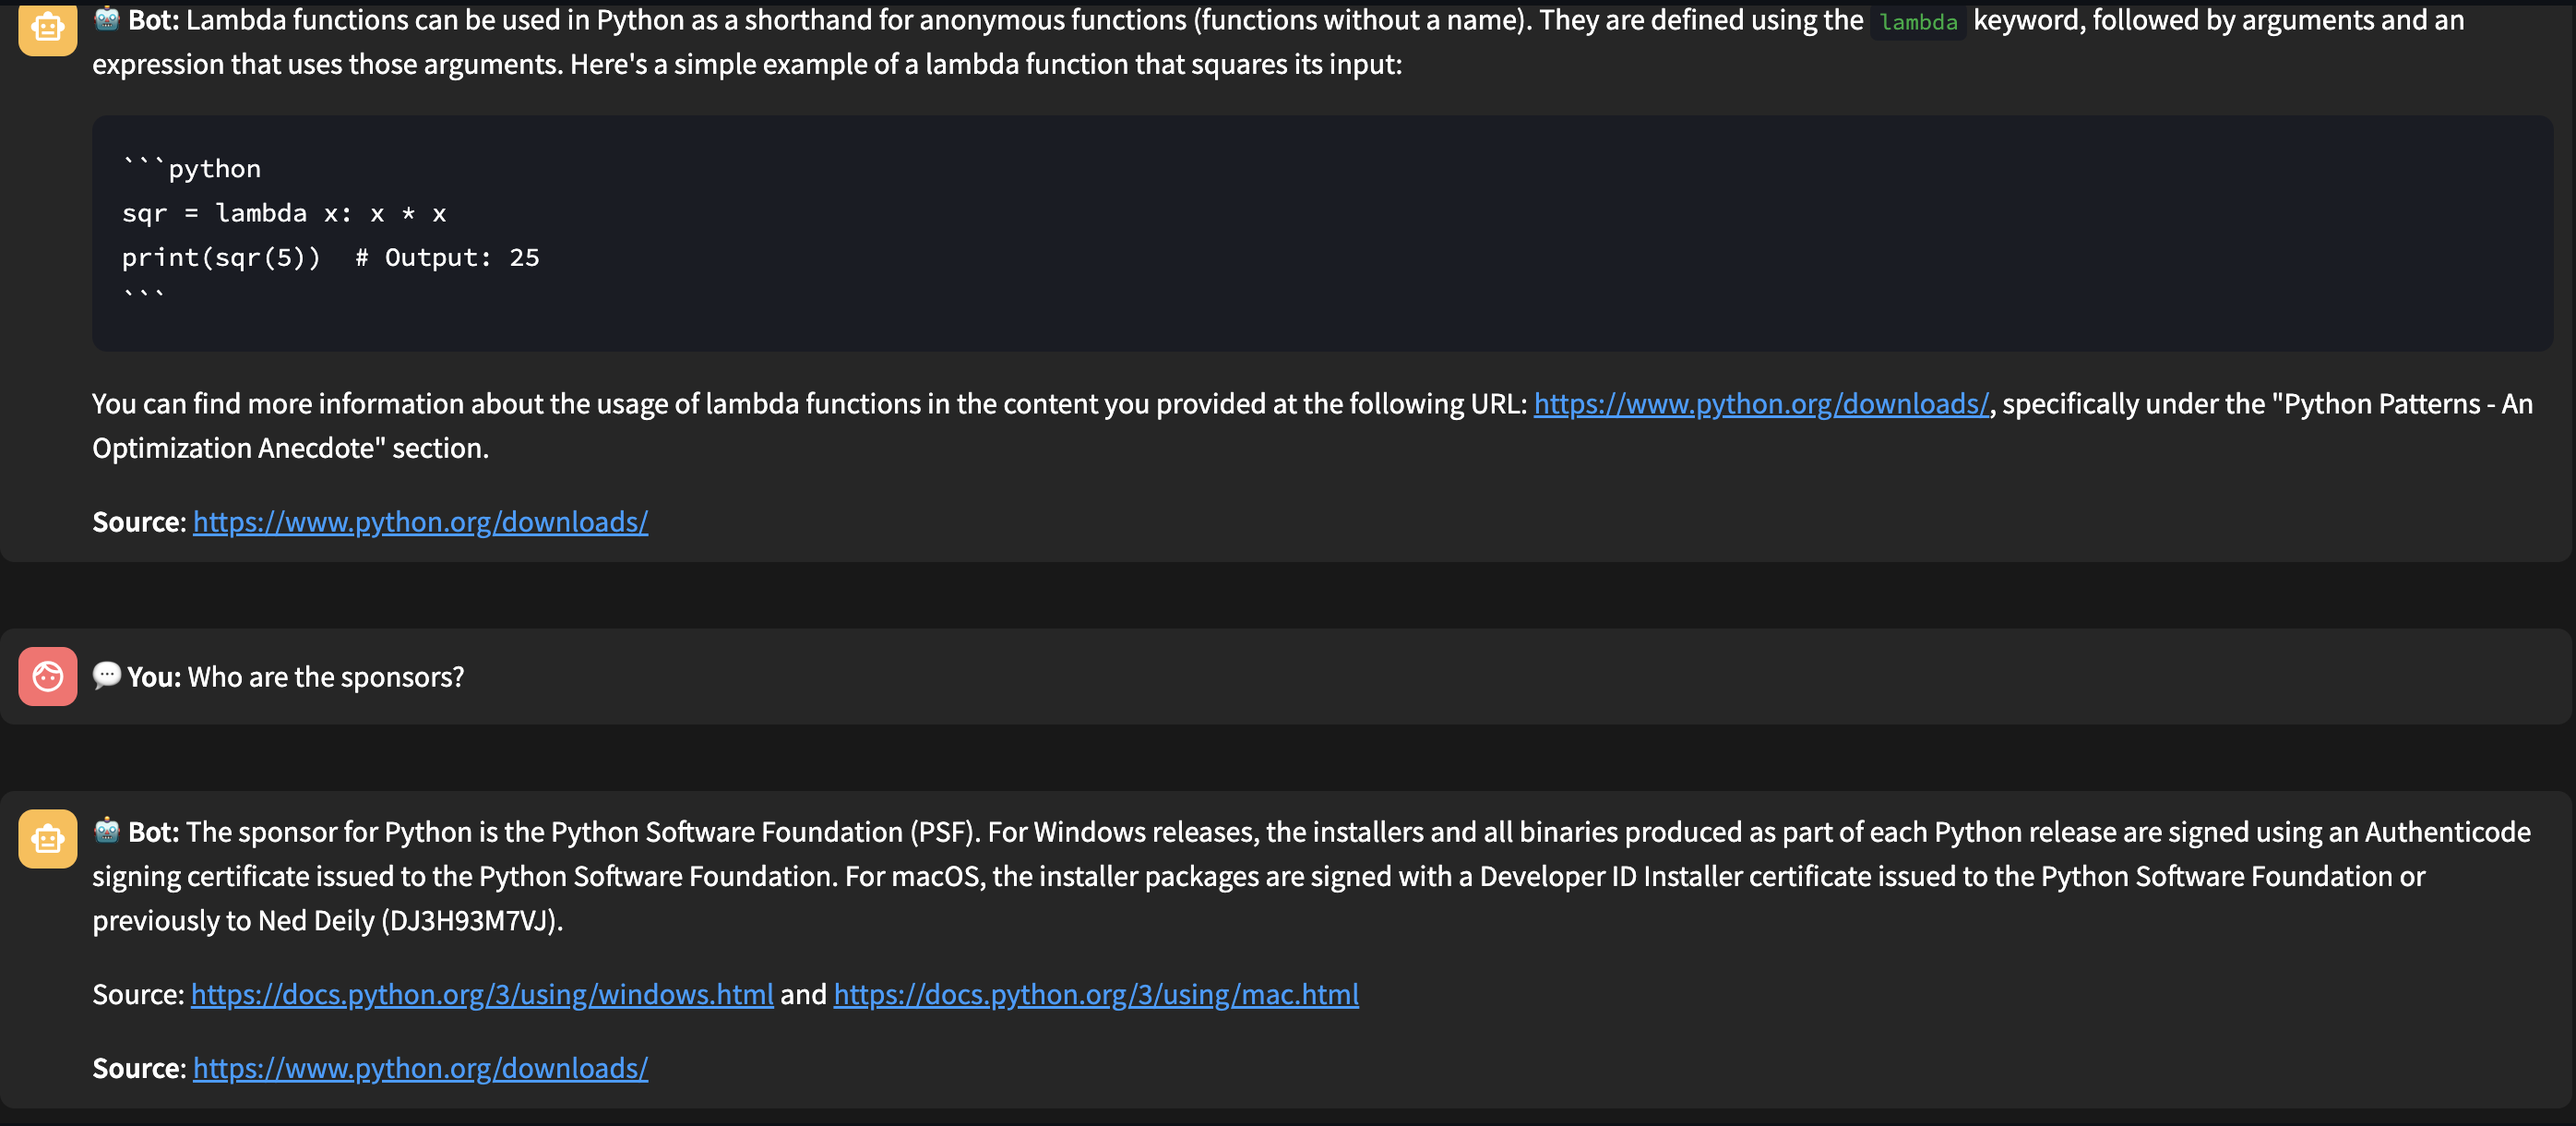 🤖 Bot: Lambda functions can be used in Python as a shorthand for anonymous functions (functions without a name). They are defined using the lambda keyword, followed by arguments and an
expression that uses those arguments. Here's a simple example of a lambda function that squares its input:
```python
sqr = lambda x: x * x
print(sqr(5))  # Output: 25
```
You can find more information about the usage of lambda functions in the content you provided at the following URL: https://www.python.org/downloads/, specifically under the "Python Patterns - An
Optimization Anecdote" section.
Source: https://www.python.org/downloads/
💬 You: Who are the sponsors?
🤖 Bot: The sponsor for Python is the Python Software Foundation (PSF). For Windows releases, the installers and all binaries produced as part of each Python release are signed using an Authenticode
signing certificate issued to the Python Software Foundation. For macOS, the installer packages are signed with a Developer ID Installer certificate issued to the Python Software Foundation or
previously to Ned Deily (DJ3H93M7VJ).
Source: https://docs.python.org/3/using/windows.html and https://docs.python.org/3/using/mac.html
Source: https://www.python.org/downloads/